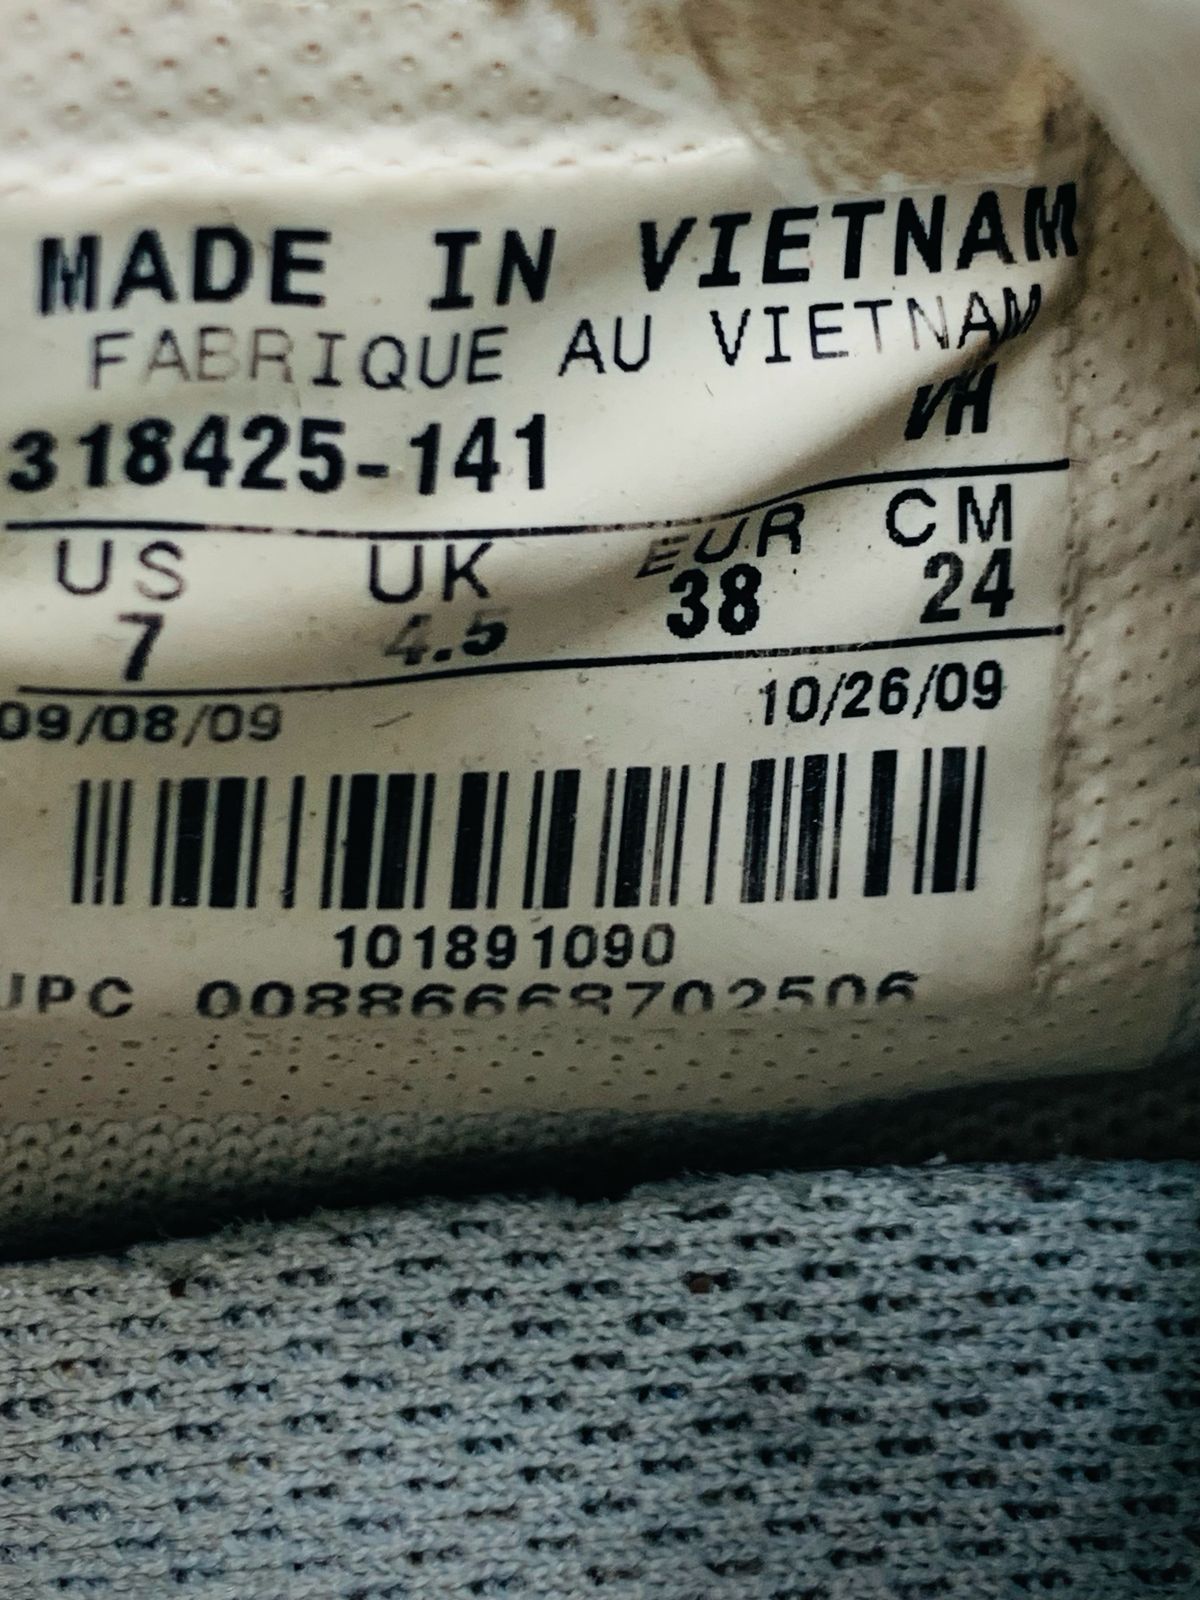 MADE IN VIETNAM
FABRIQUE AU VIETNAM
VH
318425-141
US UK EUR CM
7 4.5 38 24
09/08/09 10/26/09
101891090
UPC 00886668702506